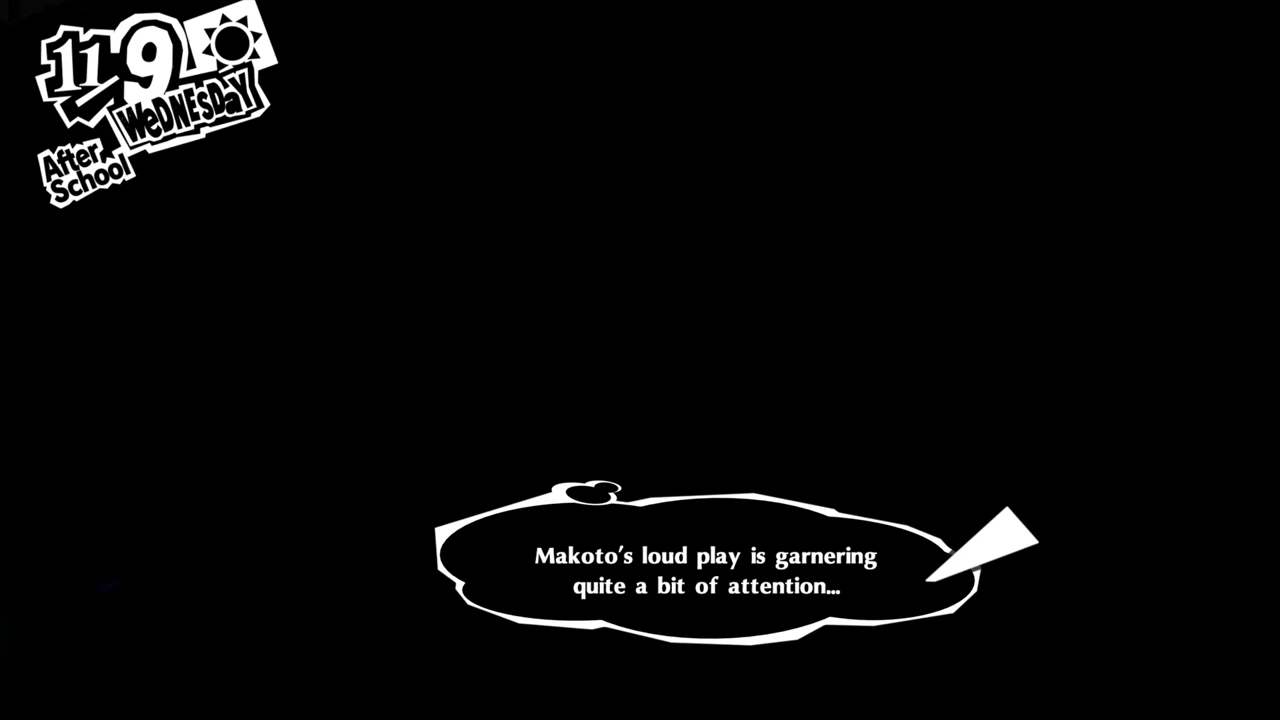 11/9
WeDNESDaY
After
School
Makoto's loud play is garnering
quite a bit of attention...